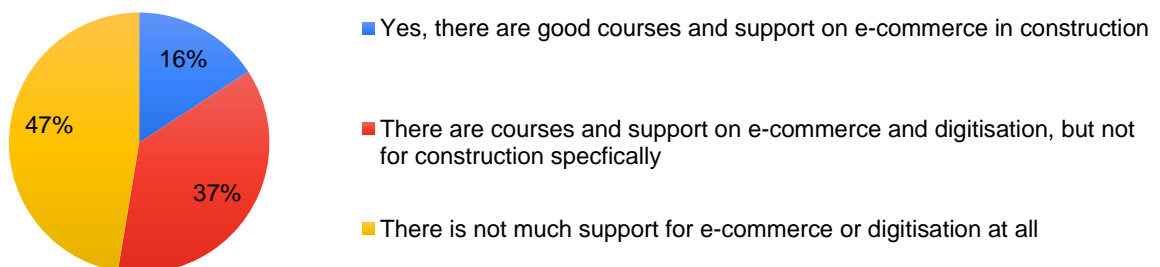 Yes, there are good courses and support on e-commerce in construction
16%
47%
There are courses and support on e-commerce and digitisation, but not
for construction specfically
37%
There is not much support for e-commerce or digitisation at all